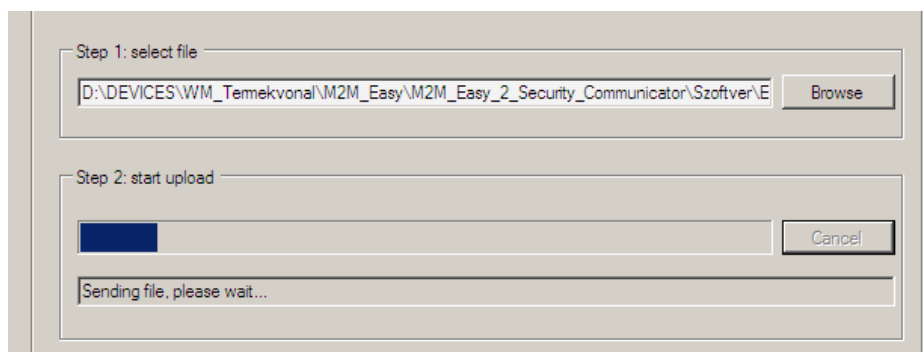 Step 1: select file
D:\DEVICES\WM_Termekvonal\M2M_Easy\M2M_Easy_2_Security_Communicator\Szoftver\E
Browse
Step 2: start upload
Cancel
Sending file, please wait...